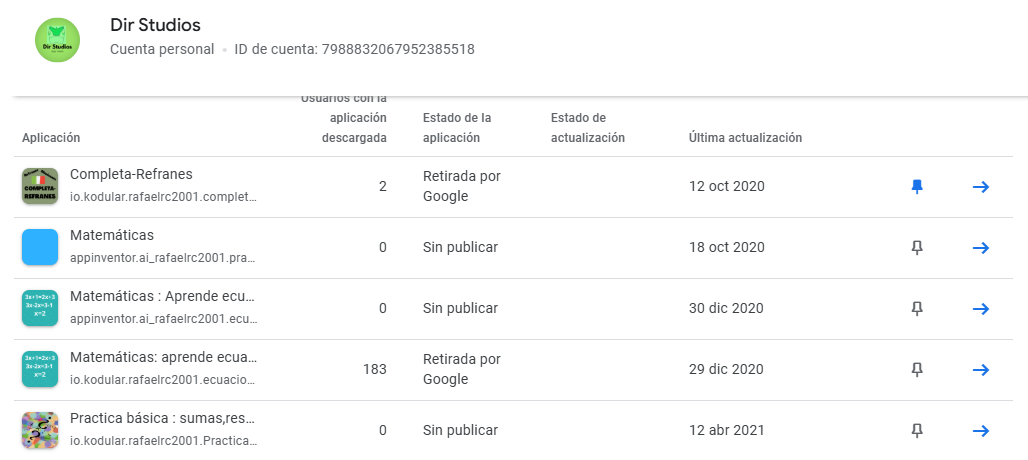 Dir Studios
Dir Studios
Cuenta personal • ID de cuenta: 7988832067952385518
Aplicación
Usuarios con la
aplicación
descargada
Estado de la
aplicación
Estado de
actualización
Última actualización
COMPLETA-
REFRANES
Completa-Refranes
io.kodular.rafaelrc2001.complet...
2
Retirada por
Google
12 oct 2020
Matemáticas
appinventor.ai_rafaelrc2001.pra...
0
Sin publicar
18 oct 2020
3x+1=2x+3
3x-2x=3-1
x=2
Matemáticas : Aprende ecu...
appinventor.ai_rafaelrc2001.ecu...
0
Sin publicar
30 dic 2020
3x+1=2x+3
3x-2x=3-1
x=2
Matemáticas: aprende ecua...
io.kodular.rafaelrc2001.ecuacio...
183
Retirada por
Google
29 dic 2020
Practica básica : sumas,res...
io.kodular.rafaelrc2001.Practica...
0
Sin publicar
12 abr 2021